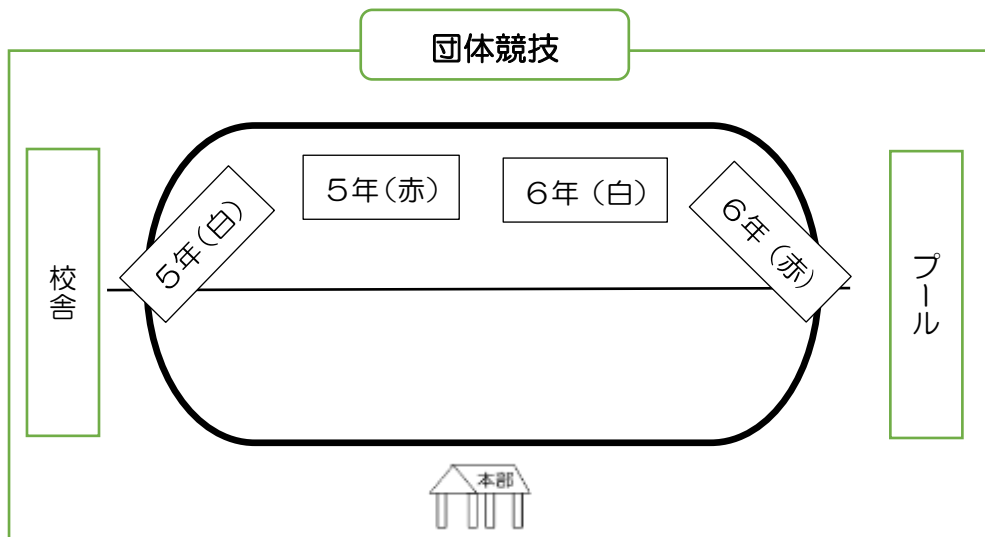 団体競技
5年(赤)
6年 (白)
5年(白)
6年 (赤)
校舎
プール
本部